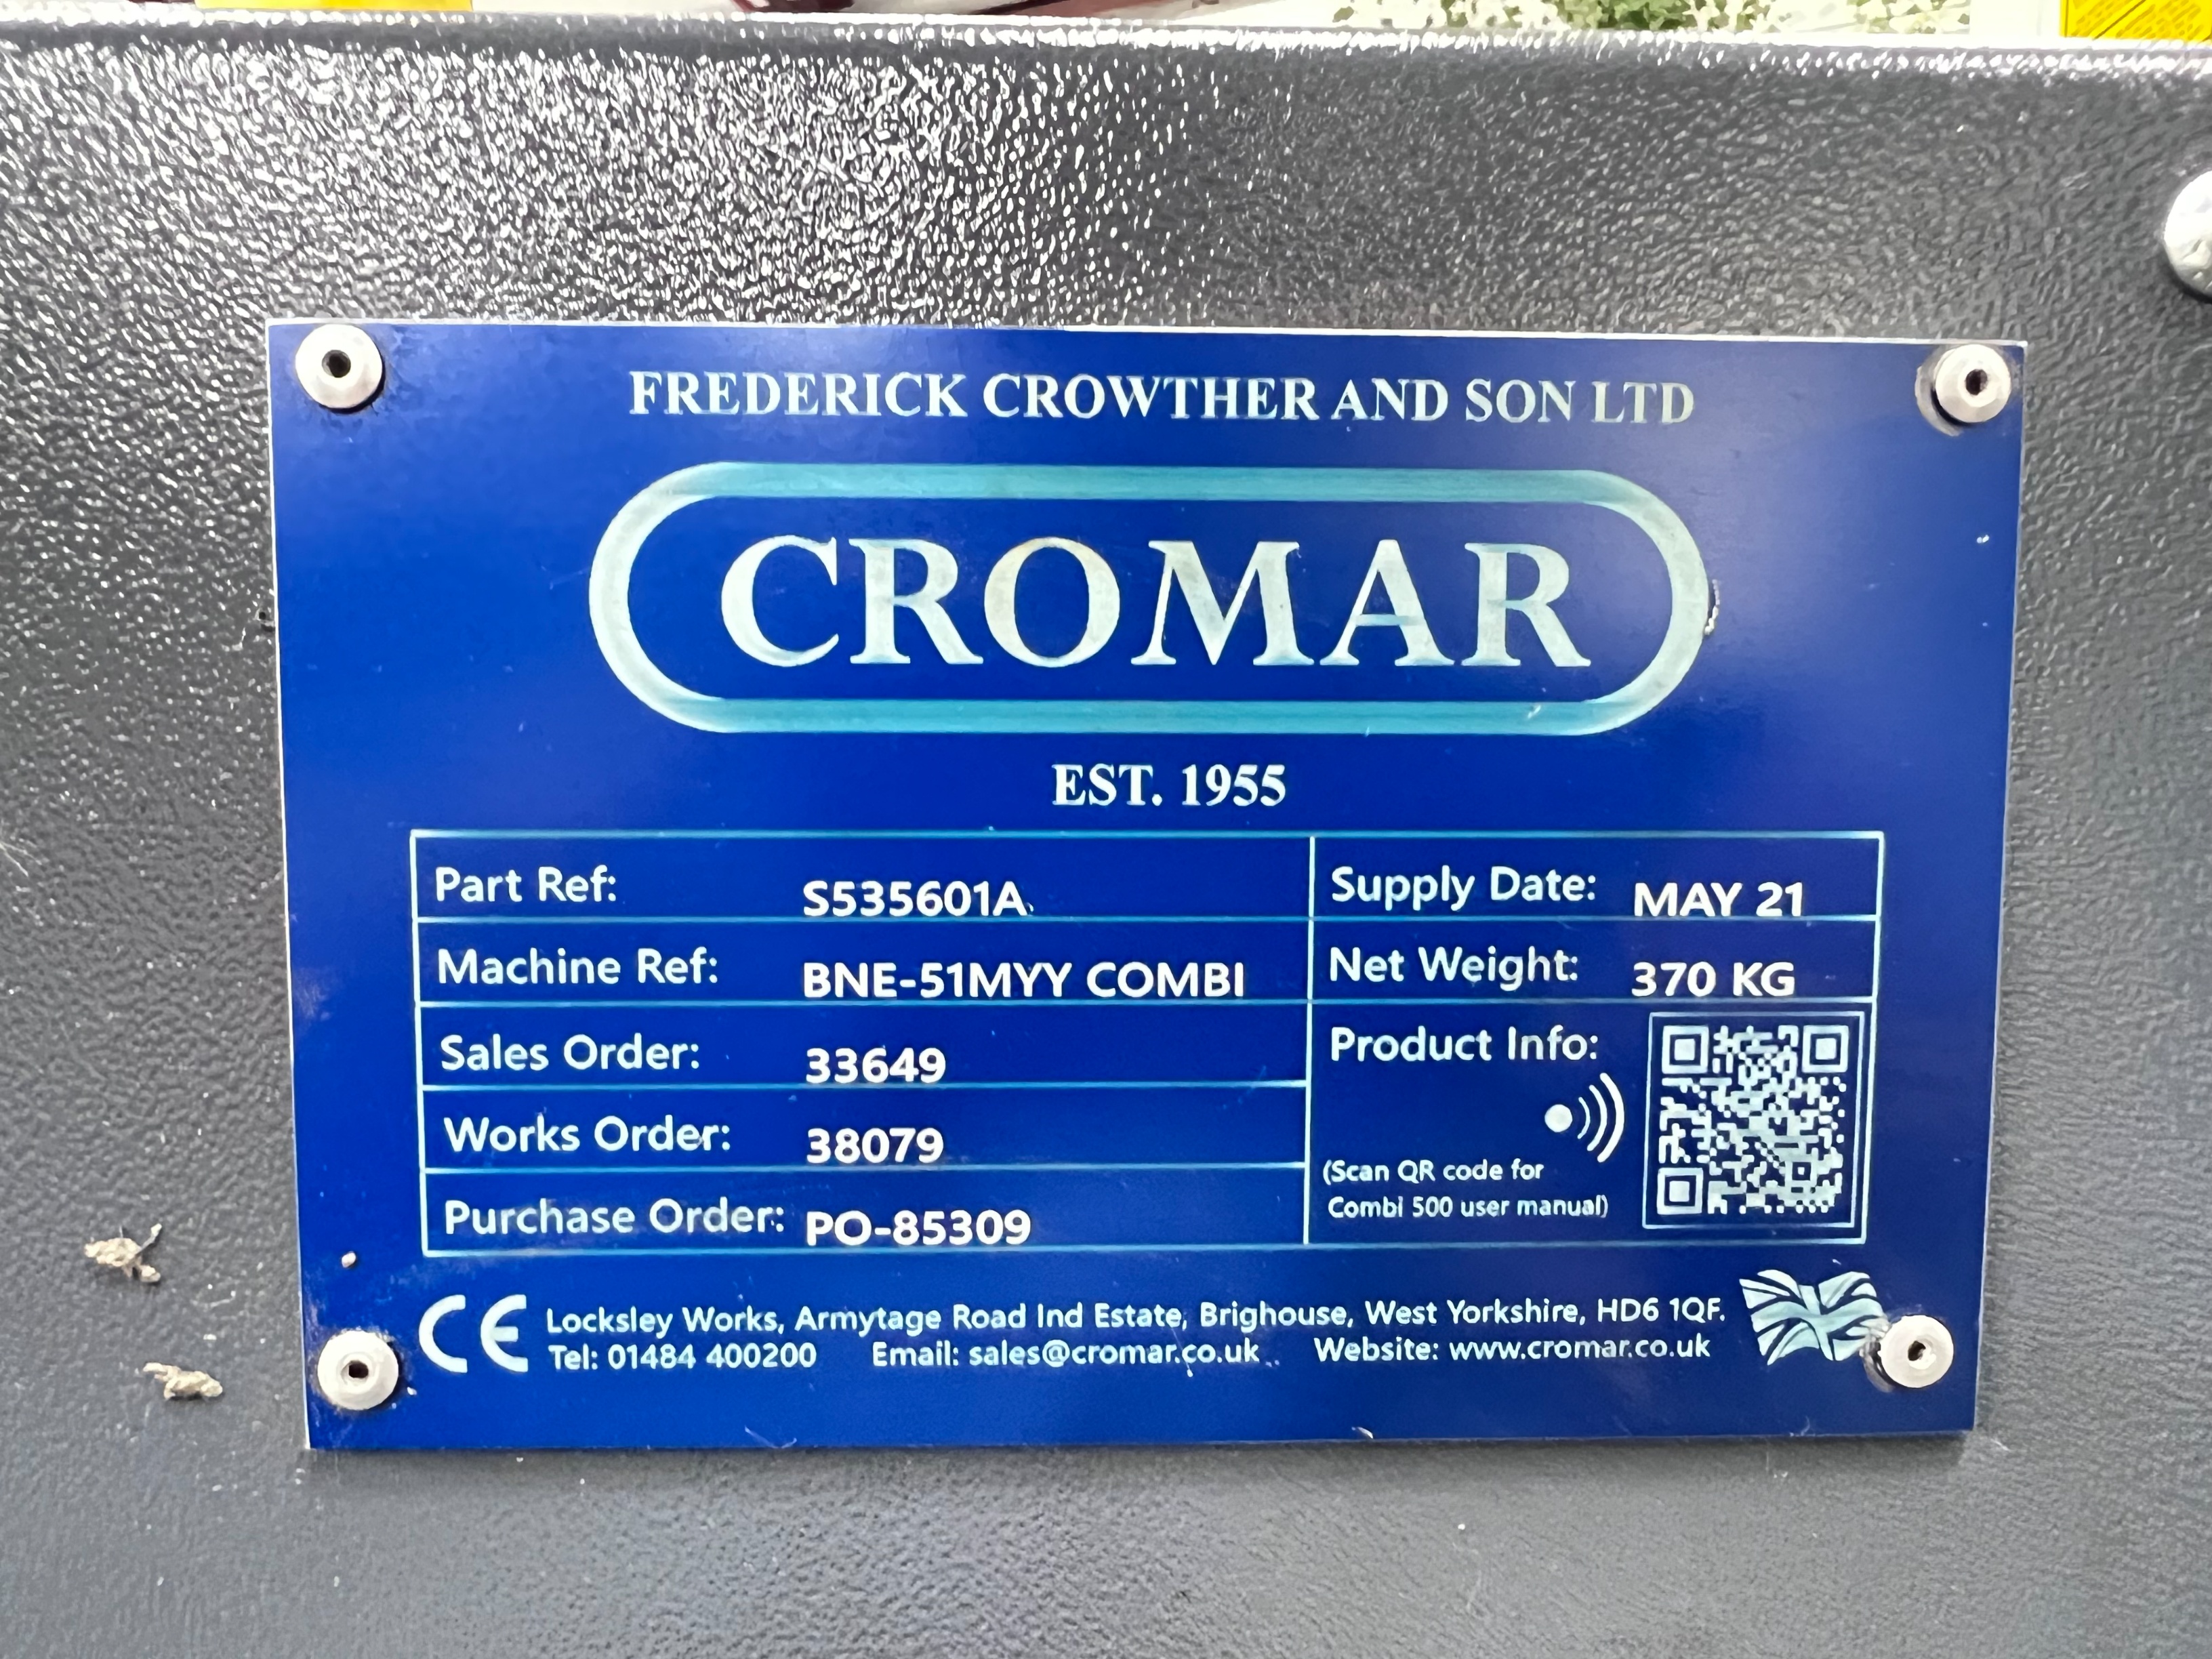 FREDERICK CROWTHER AND SON LTD
CROMAR
EST. 1955
Part Ref: S535601A
Supply Date: MAY 21
Machine Ref: BNE-51MYY COMBI
Net Weight: 370 KG
Sales Order: 33649
Product Info:
Works Order: 38079
(Scan QR code for
Combi 500 user manual)
Purchase Order: PO-85309
CE
Locksley Works, Armytage Road Ind Estate, Brighouse, West Yorkshire, HD6 1QF.
Tel: 01484 400200 Email: sales@cromar.co.uk Website: www.cromar.co.uk